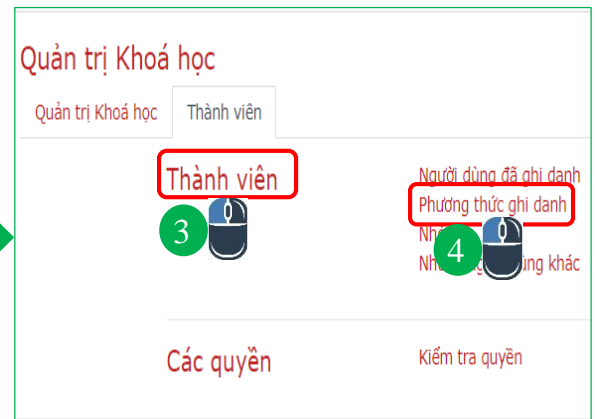 Quản trị Khoá học
Quản trị Khoá học Thành viên
Thành viên
Người dùng đã ghi danh
Phương thức ghi danh
3
4
khác
Các quyền
Kiểm tra quyền